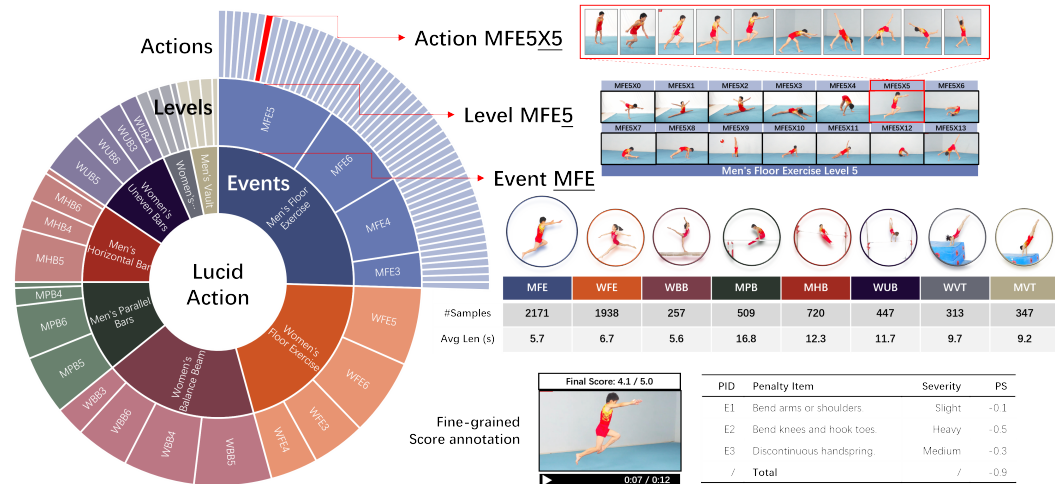 Actions
Levels
Events
Lucid
Action
Action MFE5X5
Level MFE5
Event MFE
MFE5
MFE6
MFE4
MFE3
Men's Floor
Exercise
WFE5
WFE6
WFE3
WFE4
Women's
Floor Exercise
WBB5
WBB4
WBB6
WBB3
Women's
Balance Beam
MPB5
MPB6
MPB4
Men's Parallel
Bars
MHB5
MHB4
MHB6
Men's
Horizontal Bar
WUB5
WUB6
WUB3
WUB4
Women's
Uneven Bars
Women's...
Men's Vault
MFE5X0 MFE5X1 MFE5X2 MFE5X3 MFE5X4 MFE5X5 MFE5X6
MFE5X7 MFE5X8 MFE5X9 MFE5X10 MFE5X11 MFE5X12 MFE5X13
Men's Floor Exercise Level 5
MFE WFE WBB MPB MHB WUB WVT MVT
#Samples 2171 1938 257 509 720 447 313 347
Avg Len (s) 5.7 6.7 5.6 16.8 12.3 11.7 9.7 9.2
Fine-grained
Score annotation
Final Score: 4.1 / 5.0
0:07 / 0:12
PID Penalty Item Severity PS
E1 Bend arms or shoulders Slight -0.1
E2 Bend knees and hook toes. Heavy -0.5
E3 Discontinuous handspring. Medium -0.3
/ Total / -0.9